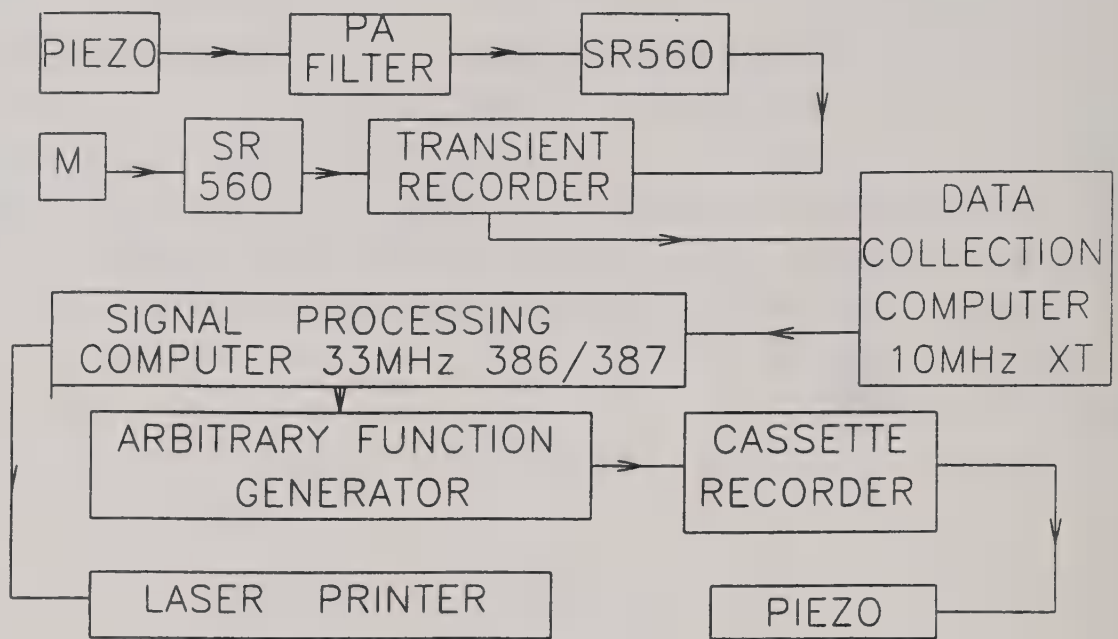 PIEZO
PA
FILTER
SR560
M
SR
560
TRANSIENT
RECORDER
DATA
COLLECTION
COMPUTER
10MHz XT
SIGNAL PROCESSING
COMPUTER 33MHz 386/387
ARBITRARY FUNCTION
GENERATOR
CASSETTE
RECORDER
LASER PRINTER
PIEZO